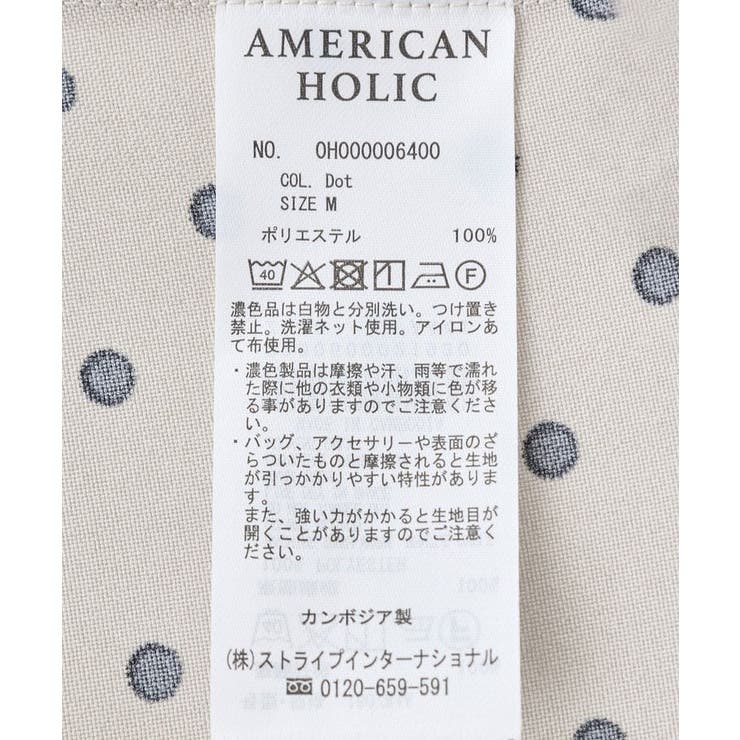 AMERICAN
HOLIC
NO. 0H000006400
COL. Dot
SIZE M
ポリエステル 100%
40 F
濃色品は白物と分別洗い。つけ置き
禁止。洗濯ネット使用。アイロンあ
て布使用。
・濃色製品は摩擦や汗、雨等で濡れ
た際に他の衣類や小物類に色が移
る事がありますのでご注意くださ
い。
・バッグ、アクセサリーや表面のざ
らついたものと摩擦されると生地
が引っかかりやすい特性がありま
す。
また、強い力がかかると生地目が
開くことがありますのでご注意く
ださい。
カンボジア製
(株)ストライプインターナショナル
0120-659-591